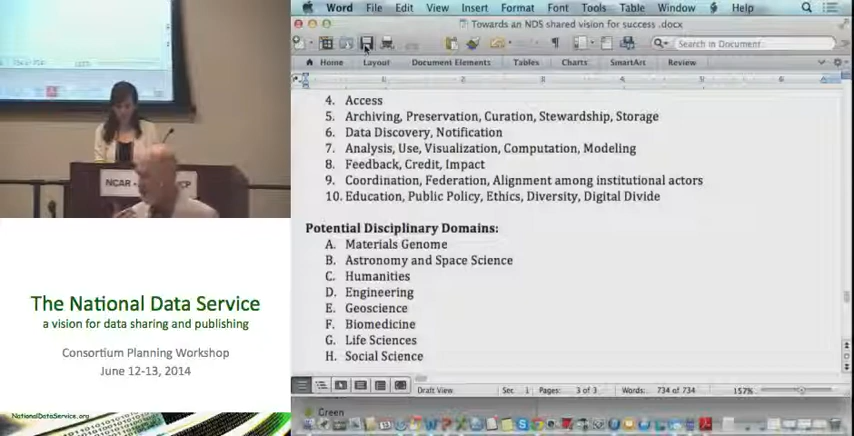 Word File Edit View Insert Format Font Tools Table Window Help
Towards an NDS shared vision for success .docx
Search in Document
Home Layout Document Elements Tables Charts SmartArt Review
4. Access
5. Archiving, Preservation, Curation, Stewardship, Storage
6. Data Discovery, Notification
7. Analysis, Use, Visualization, Computation, Modeling
8. Feedback, Credit, Impact
9. Coordination, Federation, Alignment among institutional actors
10. Education, Public Policy, Ethics, Diversity, Digital Divide
Potential Disciplinary Domains:
A. Materials Genome
B. Astronomy and Space Science
C. Humanities
D. Engineering
E. Geoscience
F. Biomedicine
G. Life Sciences
H. Social Science
Draft View Sec 1 Pages: 3 of 3 Words: 734 of 734 157%
Green
NCAR
The National Data Service
a vision for data sharing and publishing
Consortium Planning Workshop
June 12-13, 2014
NationalDataService.org